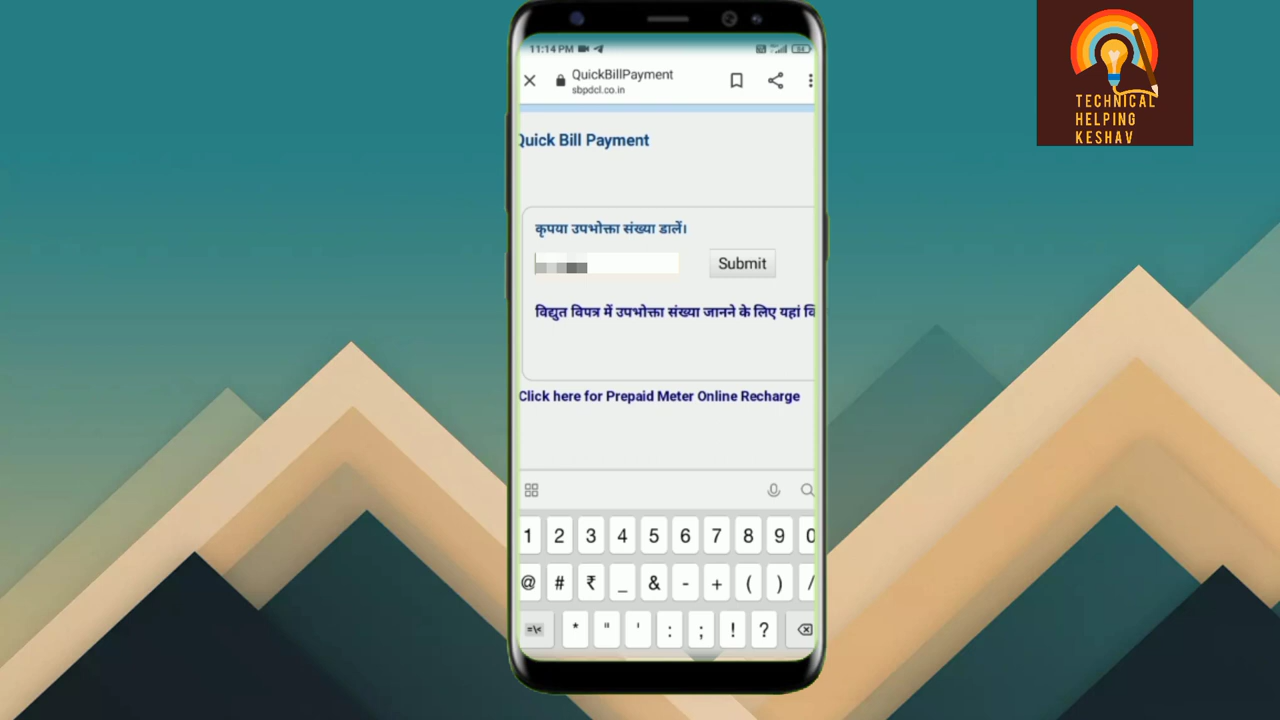 11:14 PM
QuickBillPayment
sbpdcl.co.in
Quick Bill Payment
कृपया उपभोक्ता संख्या डालें।
Submit
विद्युत विपत्र में उपभोक्ता संख्या जानने के लिए यहां
Click here for Prepaid Meter Online Recharge
1 2 3 4 5 6 7 8 9 0
@ # ₹ _ & - + ( ) /
=\< * " ' : ; ! ?
TECHNICAL
HELPING
KESHAV